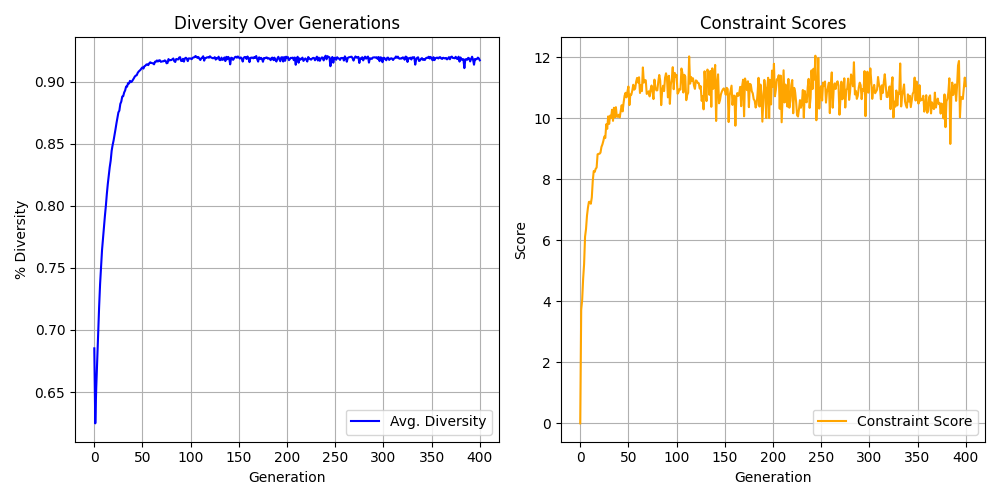 Diversity Over Generations
% Diversity
0.90
0.85
0.80
0.75
0.70
0.65
0 50 100 150 200 250 300 350 400
Generation
Avg. Diversity
Constraint Scores
Score
12
10
8
6
4
2
0
0 50 100 150 200 250 300 350 400
Generation
Constraint Score